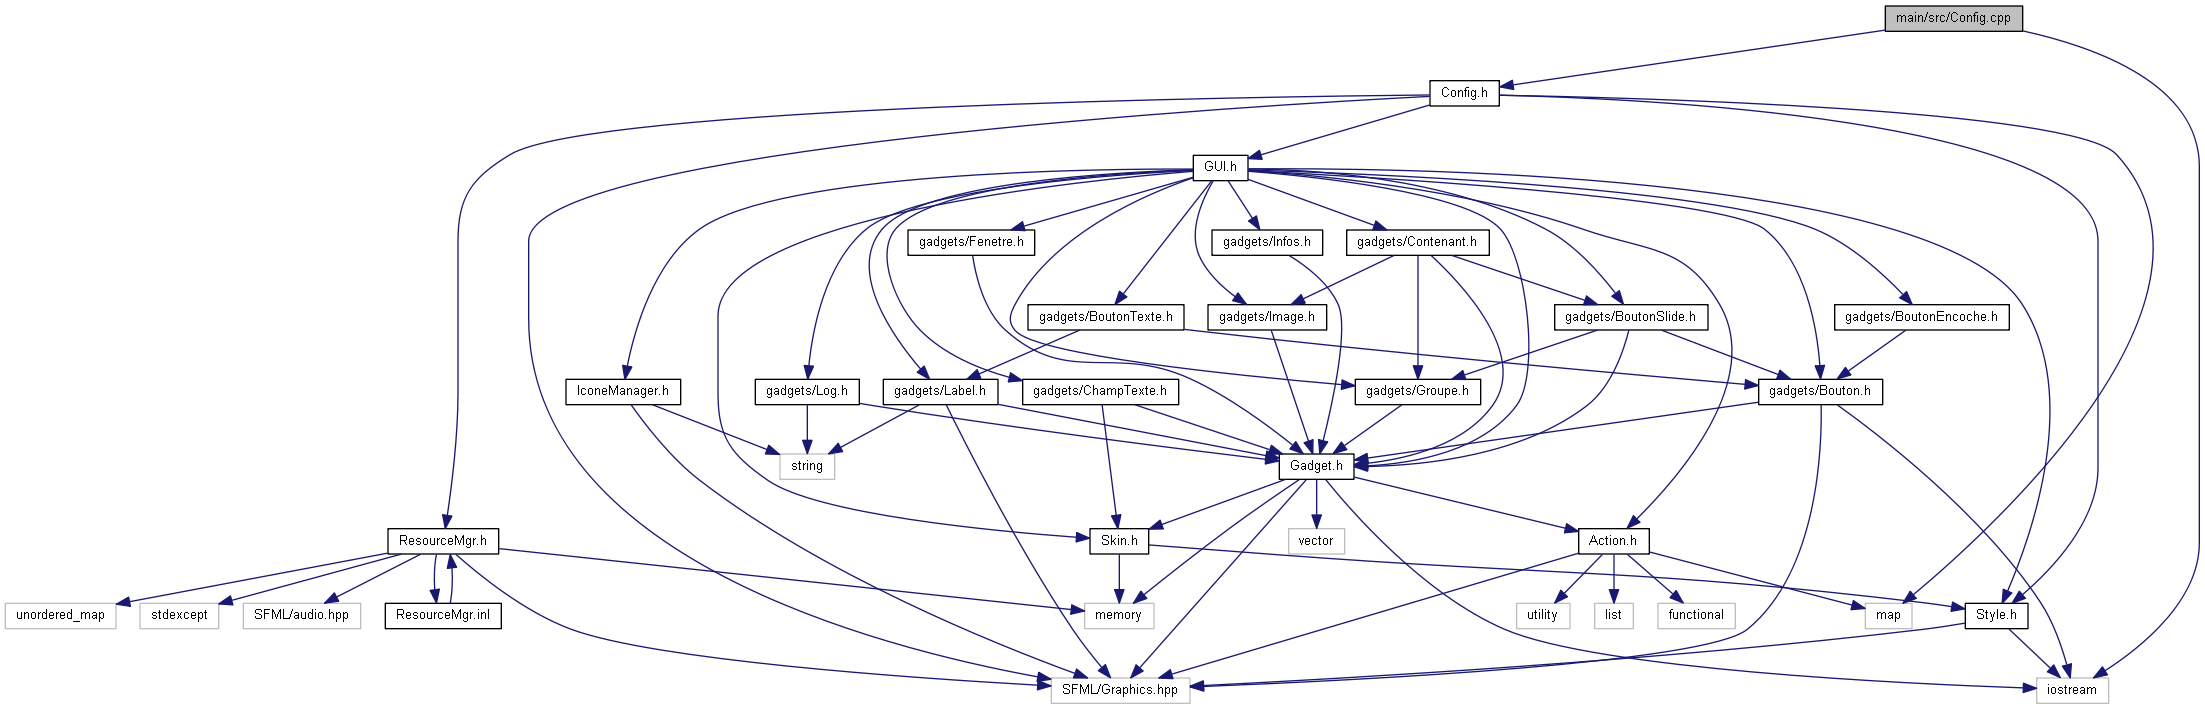 main/src/Config.cpp
Config.h
GUI.h
gadgets/Fenetre.h
gadgets/Infos.h
gadgets/Contenant.h
gadgets/BoutonTexte.h
gadgets/Image.h
gadgets/BoutonSlide.h
gadgets/BoutonEncoche.h
IconeManager.h
gadgets/Log.h
gadgets/Label.h
gadgets/ChampTexte.h
gadgets/Groupe.h
gadgets/Bouton.h
string
Gadget.h
ResourceMgr.h
Skin.h
vector
Action.h
unordered_map
stdexcept
SFML/audio.hpp
ResourceMgr.inl
memory
utility
list
functional
map
Style.h
SFML/Graphics.hpp
iostream